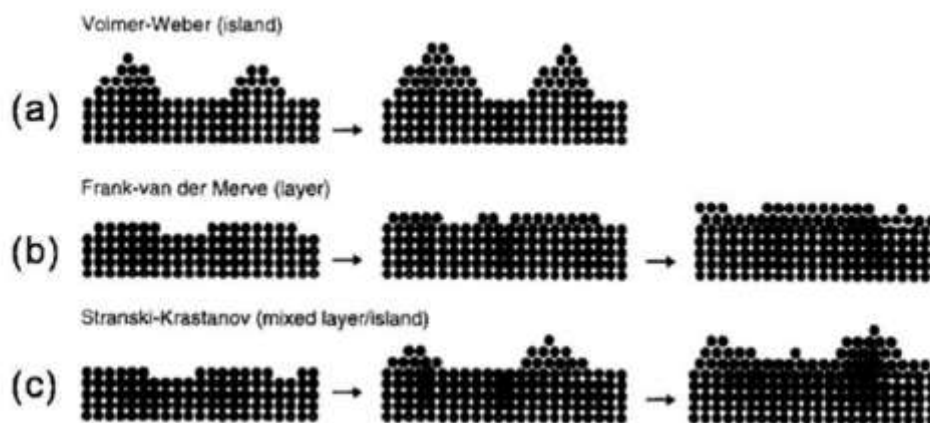 Volmer-Weber (island)
(a)
Frank-van der Merve (layer)
(b)
Stranski-Krastanov (mixed layer/island)
(c)